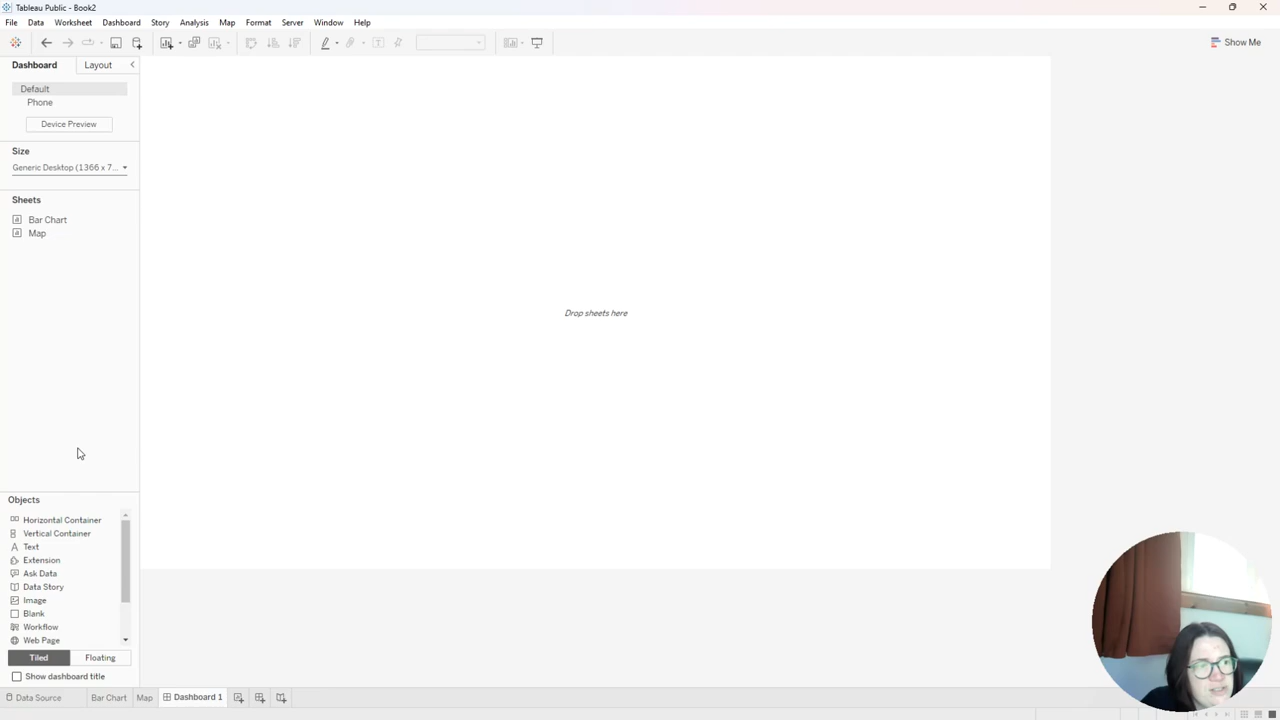 Tableau Public - Book2
File Data Worksheet Dashboard Story Analysis Map Format Server Window Help
Show Me
Dashboard Layout
Default
Phone
Device Preview
Size
Generic Desktop (1366 x 7...
Sheets
Bar Chart
Map
Drop sheets here
Objects
Horizontal Container
Vertical Container
Text
Extension
Ask Data
Data Story
Image
Blank
Workflow
Web Page
Tiled Floating
Show dashboard title
Data Source Bar Chart Map Dashboard 1